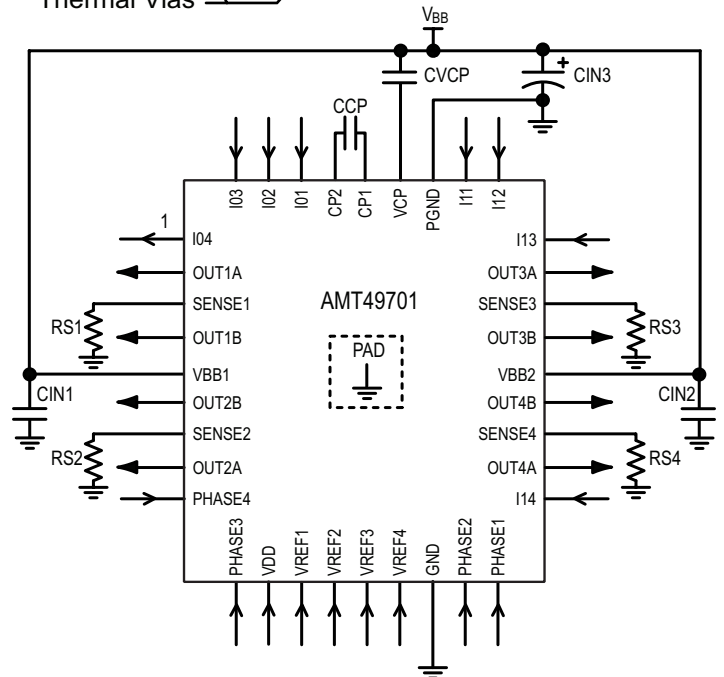 Thermal Vias
VBB
CVCP
CIN3
+
CCP
I03
I02
I01
CP2
CP1
VCP
PGND
I11
I12
1
I04
I13
OUT1A
OUT3A
SENSE1
AMT49701
SENSE3
RS1
OUT1B
OUT3B
RS3
PAD
VBB1
VBB2
CIN1
OUT2B
OUT4B
CIN2
SENSE2
SENSE4
RS2
OUT2A
OUT4A
RS4
PHASE4
I14
PHASE3
VDD
VREF1
VREF2
VREF3
VREF4
GND
PHASE2
PHASE1